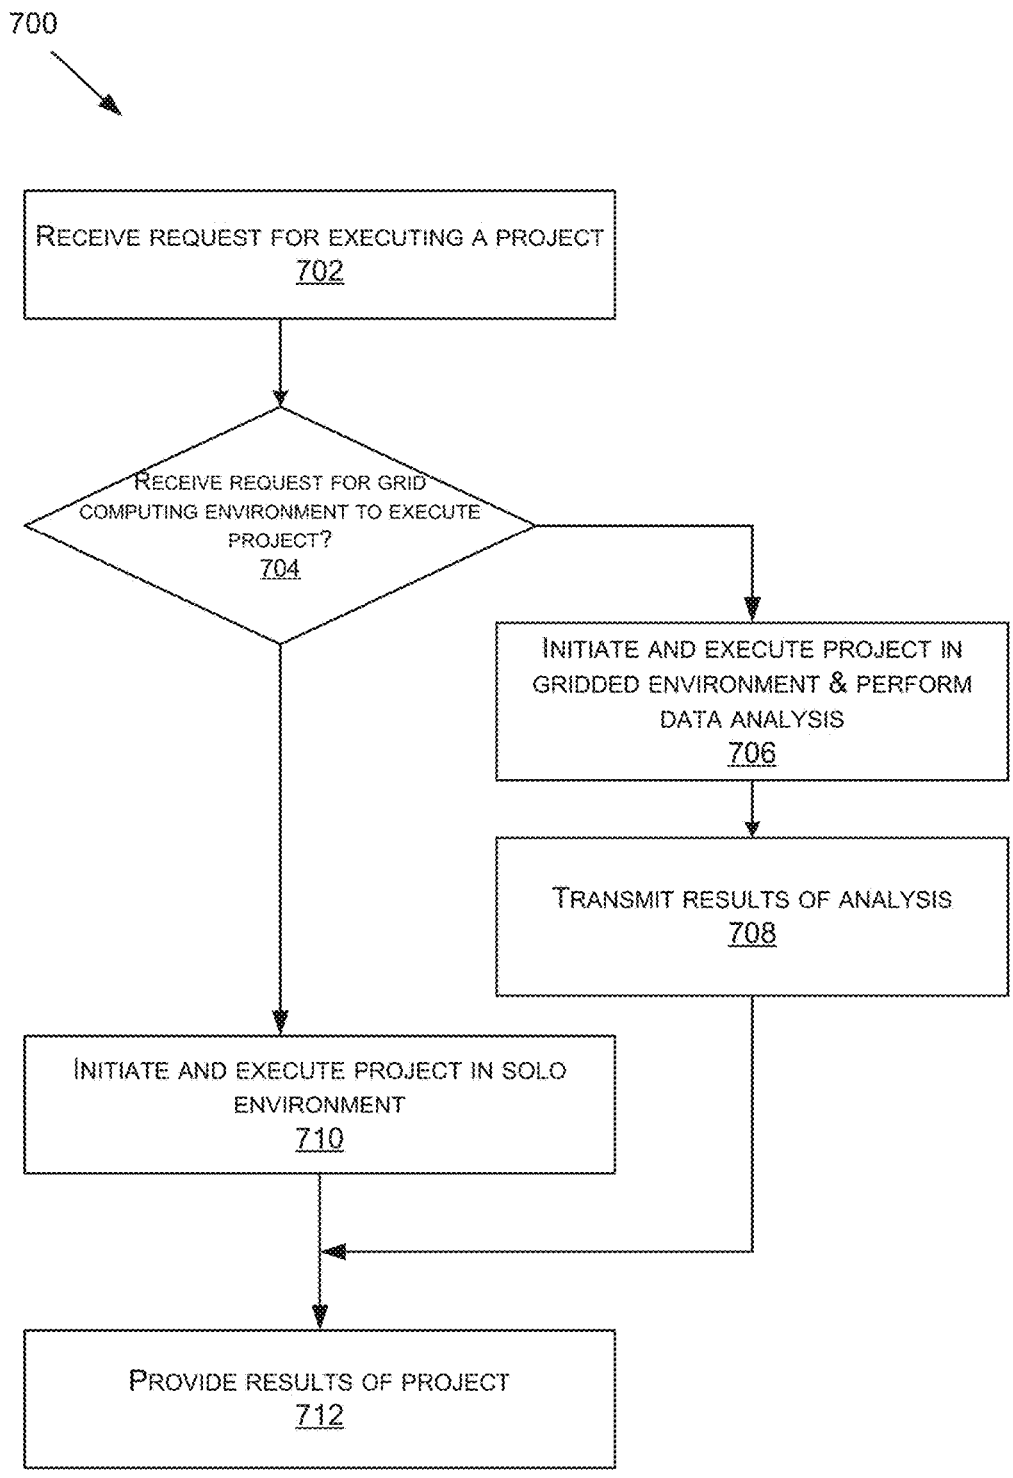 700
RECEIVE REQUEST FOR EXECUTING A PROJECT
702
RECEIVE REQUEST FOR GRID
COMPUTING ENVIRONMENT TO EXECUTE
PROJECT?
704
INITIATE AND EXECUTE PROJECT IN
GRIDDED ENVIRONMENT & PERFORM
DATA ANALYSIS
706
TRANSMIT RESULTS OF ANALYSIS
708
INITIATE AND EXECUTE PROJECT IN SOLO
ENVIRONMENT
710
PROVIDE RESULTS OF PROJECT
712